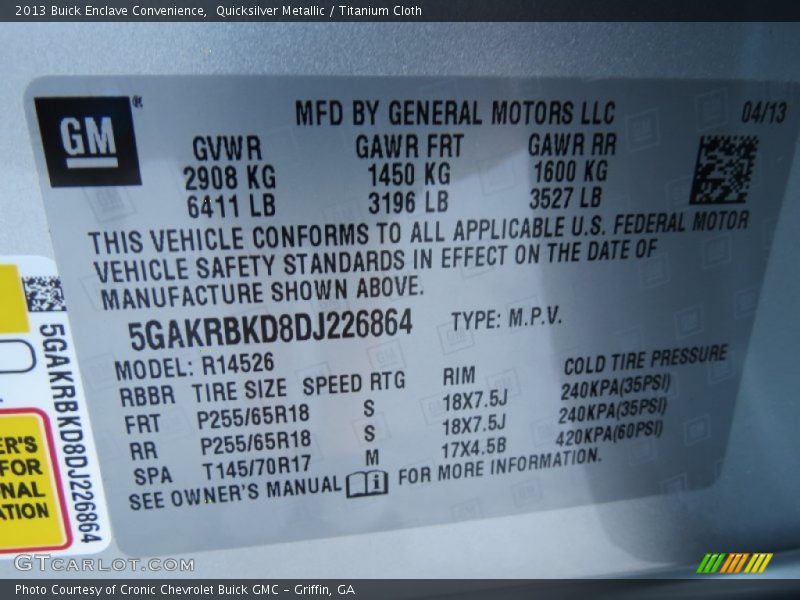 2013 Buick Enclave Convenience,  Quicksilver Metallic / Titanium Cloth
GM ®
MFD BY GENERAL MOTORS LLC
04/13
GVWR GAWR FRT GAWR RR
2908 KG 1450 KG 1600 KG
6411 LB 3196 LB 3527 LB
THIS VEHICLE CONFORMS TO ALL APPLICABLE U.S. FEDERAL MOTOR
VEHICLE SAFETY STANDARDS IN EFFECT ON THE DATE OF
MANUFACTURE SHOWN ABOVE.
5GAKRBKD8DJ226864 TYPE: M.P.V.
MODEL: R14526
RBBR TIRE SIZE SPEED RTG RIM COLD TIRE PRESSURE
FRT P255/65R18 S 18X7.5J 240KPA(35PSI)
RR P255/65R18 S 18X7.5J 240KPA(35PSI)
SPA T145/70R17 M 17X4.5B 420KPA(60PSI)
SEE OWNER'S MANUAL FOR MORE INFORMATION.
5GAKRBKD8DJ226864
ER'S
FOR
NAL
ATION
GTCARLOT.COM
Photo Courtesy of Cronic Chevrolet Buick GMC – Griffin, GA